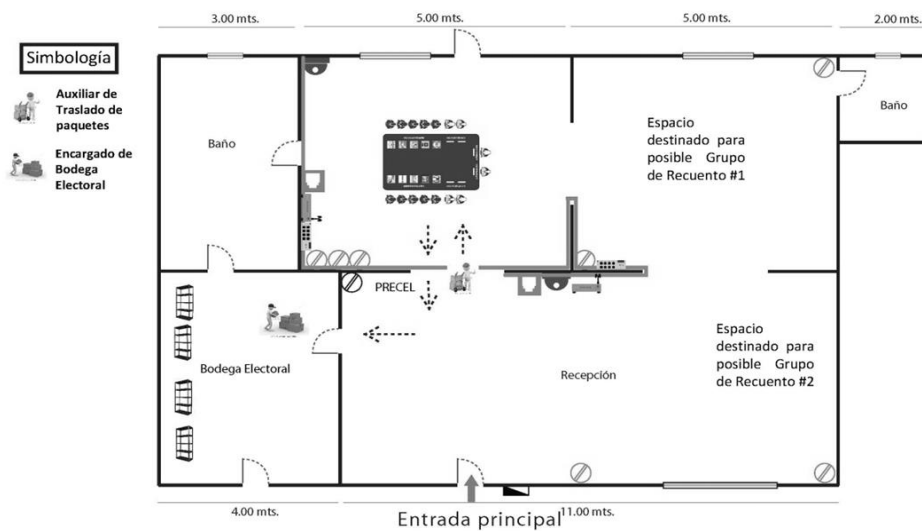 3.00 mts.
5.00 mts.
5.00 mts.
2.00 mts.
Simbología
Auxiliar de
Traslado de
paquetes
Encargado de
Bodega
Electoral
Baño
Espacio
destinado para
posible Grupo
de Recuento #1
Baño
PRECEL
Bodega Electoral
Recepción
Espacio
destinado para
posible Grupo
de Recuento #2
4.00 mts.
Entrada principal
11.00 mts.